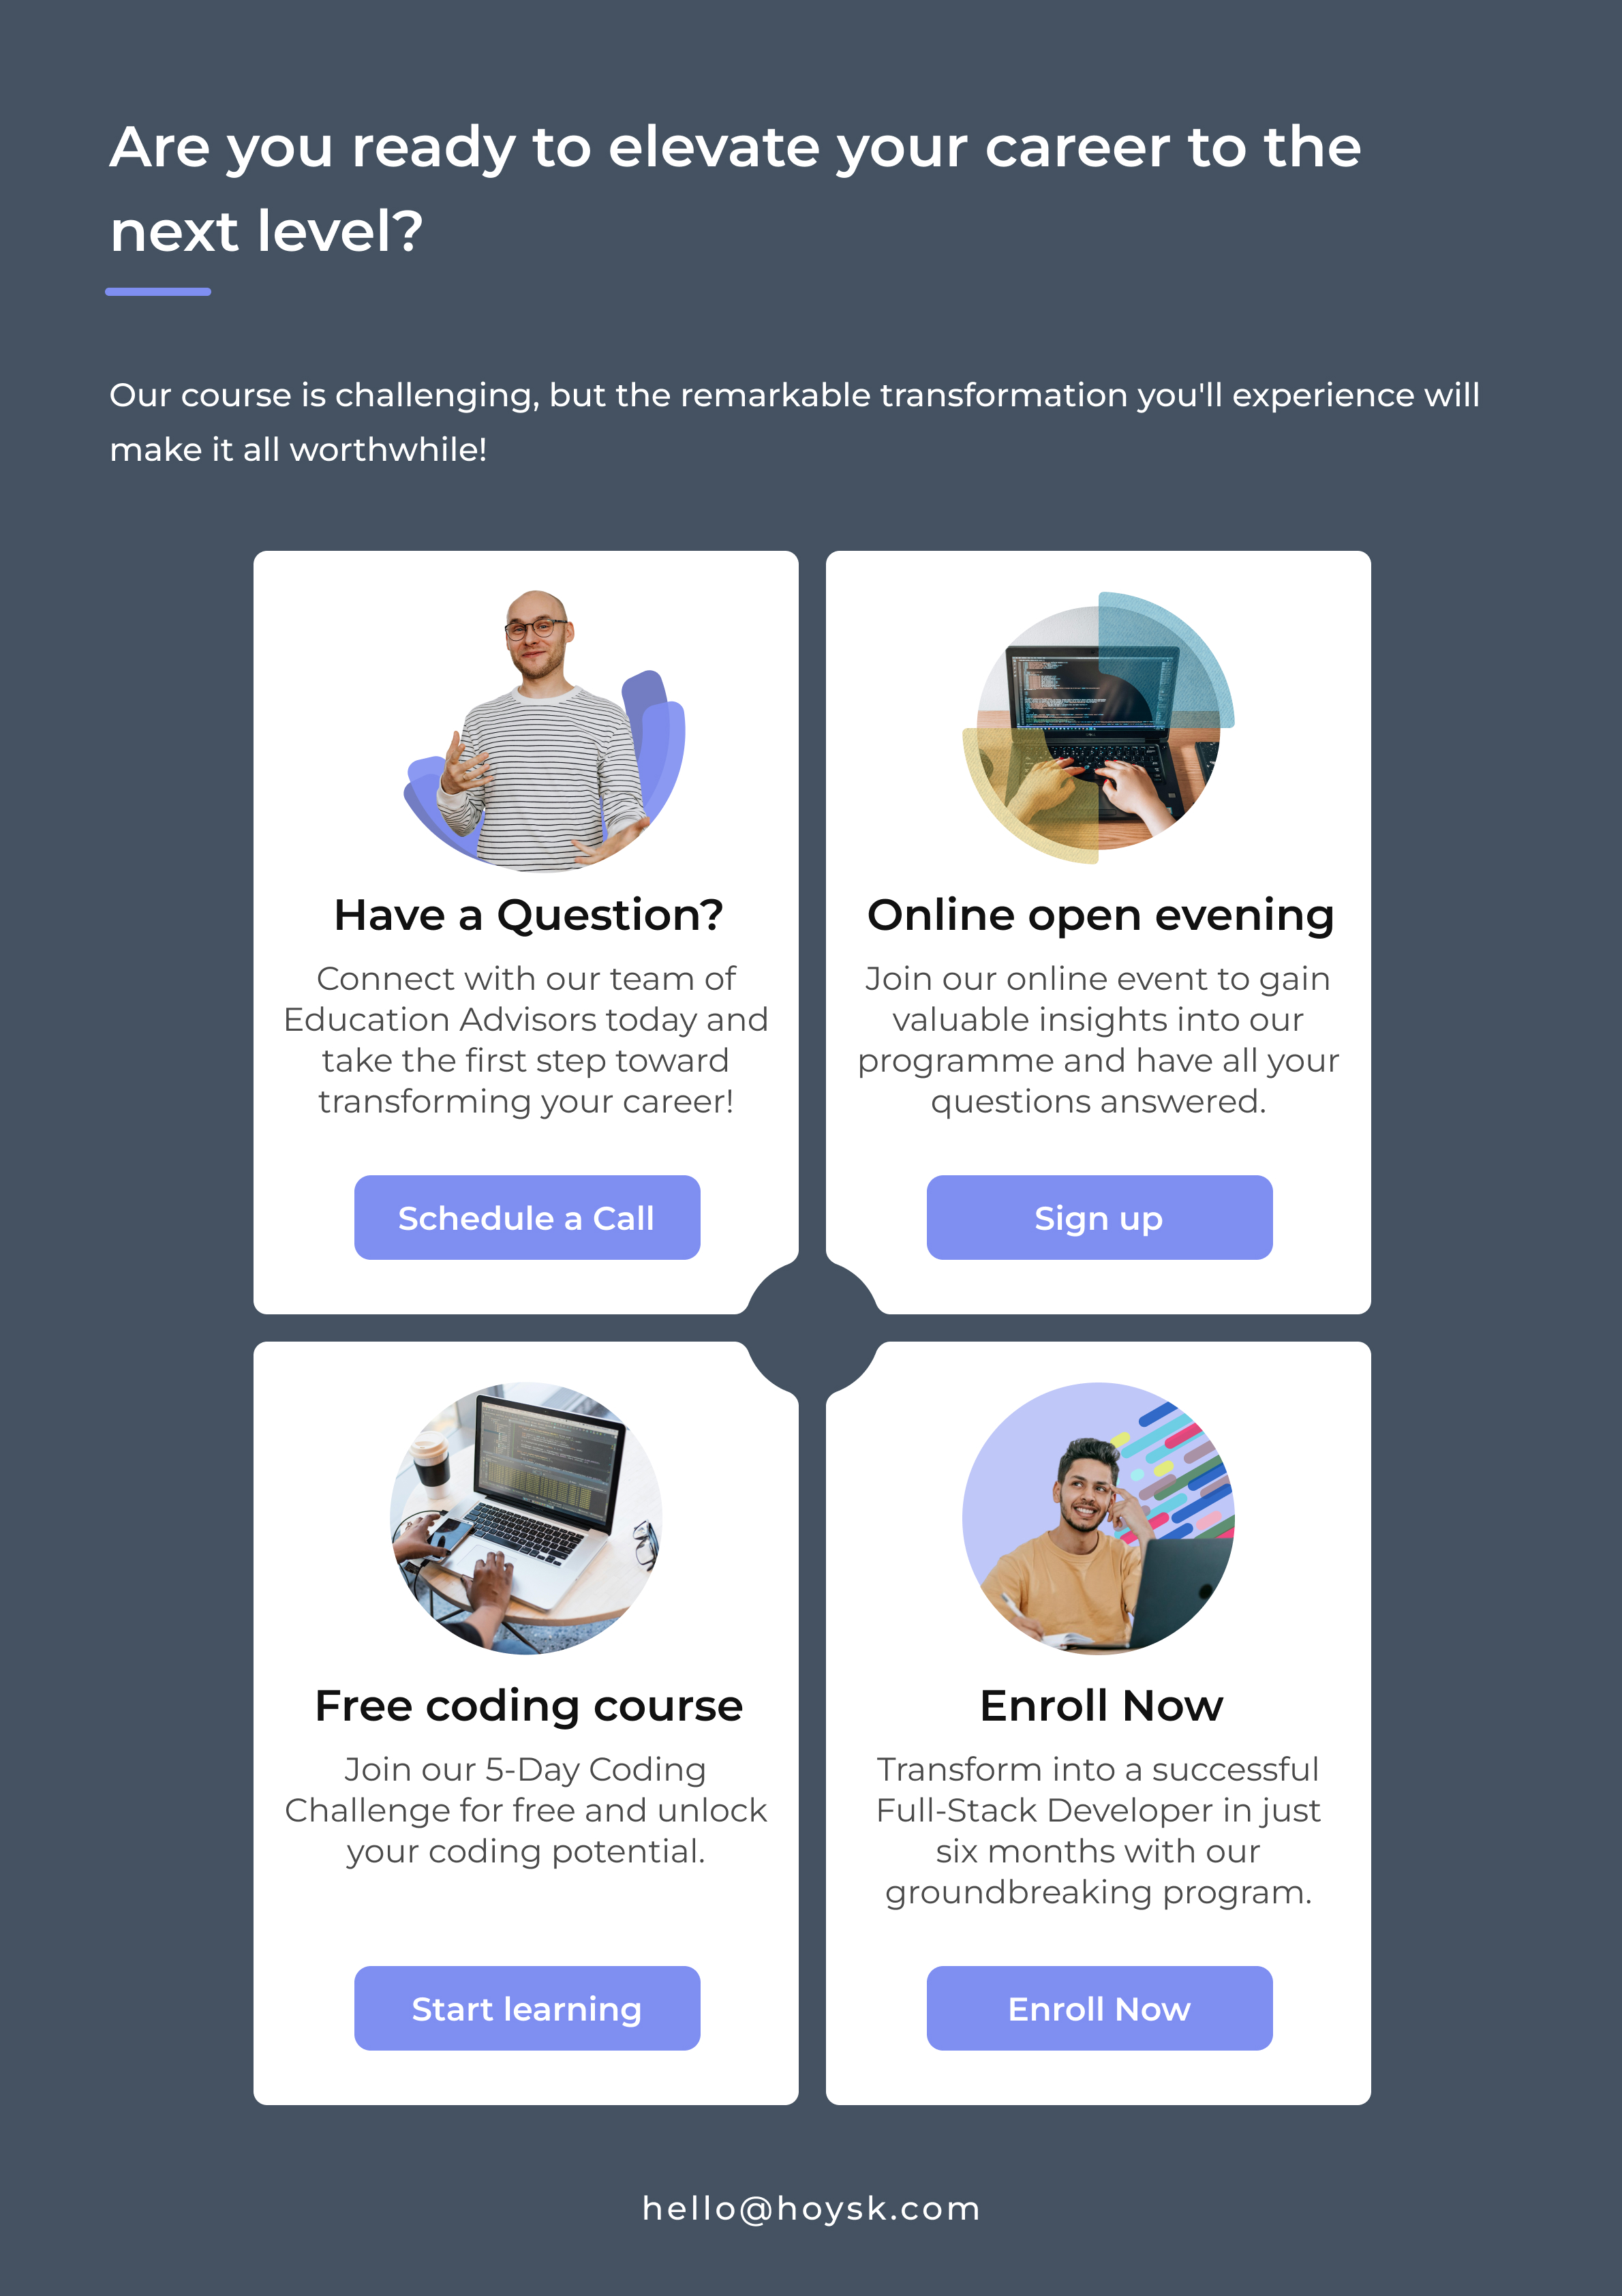 Are you ready to elevate your career to the
next level?
Our course is challenging, but the remarkable transformation you'll experience will
make it all worthwhile!
Have a Question?
Connect with our team of
Education Advisors today and
take the first step toward
transforming your career!
Schedule a Call
Online open evening
Join our online event to gain
valuable insights into our
programme and have all your
questions answered.
Sign up
Free coding course
Join our 5-Day Coding
Challenge for free and unlock
your coding potential.
Start learning
Enroll Now
Transform into a successful
Full-Stack Developer in just
six months with our
groundbreaking program.
Enroll Now
hello@hoysk.com